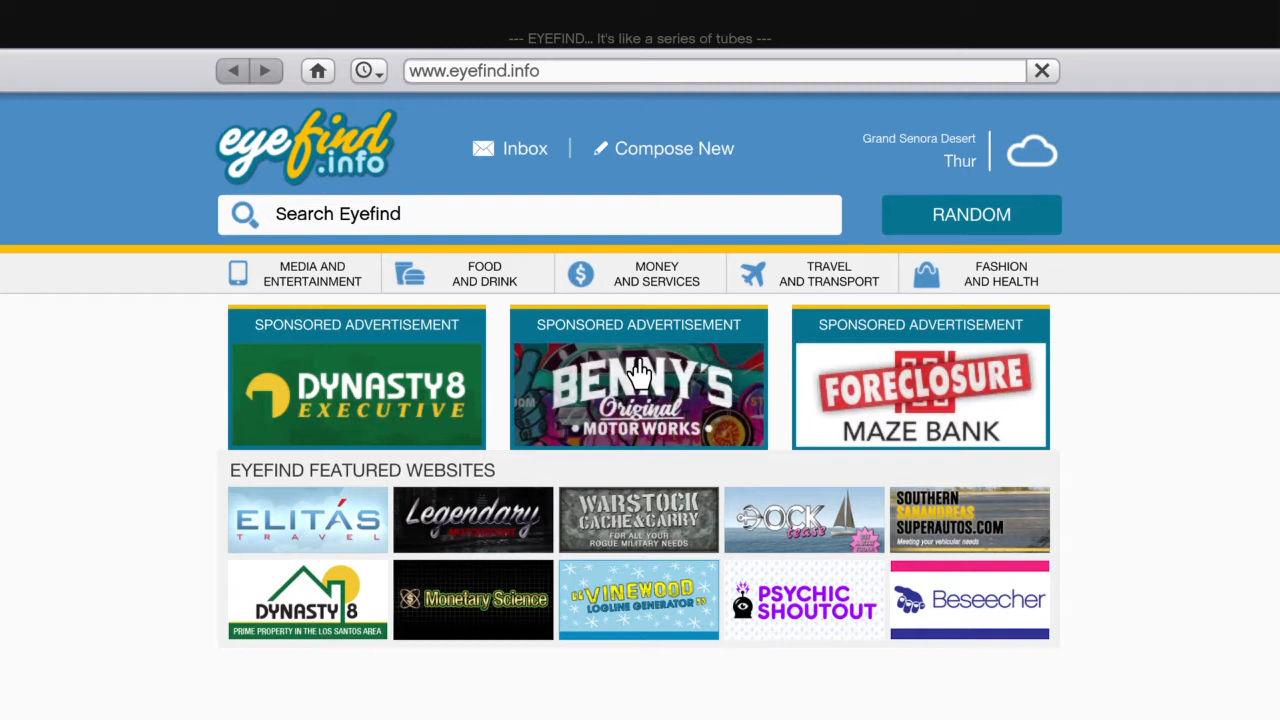 --- EYEFIND... It's like a series of tubes ---
www.eyefind.info
eyefind
.info
Inbox
Compose New
Grand Senora Desert
Thur
Search Eyefind
RANDOM
MEDIA AND
ENTERTAINMENT
FOOD
AND DRINK
MONEY
AND SERVICES
TRAVEL
AND TRANSPORT
FASHION
AND HEALTH
SPONSORED ADVERTISEMENT
DYNASTY8
EXECUTIVE
SPONSORED ADVERTISEMENT
BENNY'S
Original
MOTORWORKS
SPONSORED ADVERTISEMENT
FORECLOSURE
MAZE BANK
EYEFIND FEATURED WEBSITES
ELITÁS
TRAVEL
Legendary
MOTORSPORT
WARSTOCK
CACHE&CARRY
FOR ALL YOUR
ROGUE MILITARY NEEDS
DOCK
tease
SOUTHERN
SANANDREAS
SUPERAUTOS.COM
Meeting your vehicular needs
DYNASTY 8
PRIME PROPERTY IN THE LOS SANTOS AREA
Monetary Science
"VINEWOOD
LOGLINE GENERATOR"
PSYCHIC
SHOUTOUT
Beseecher